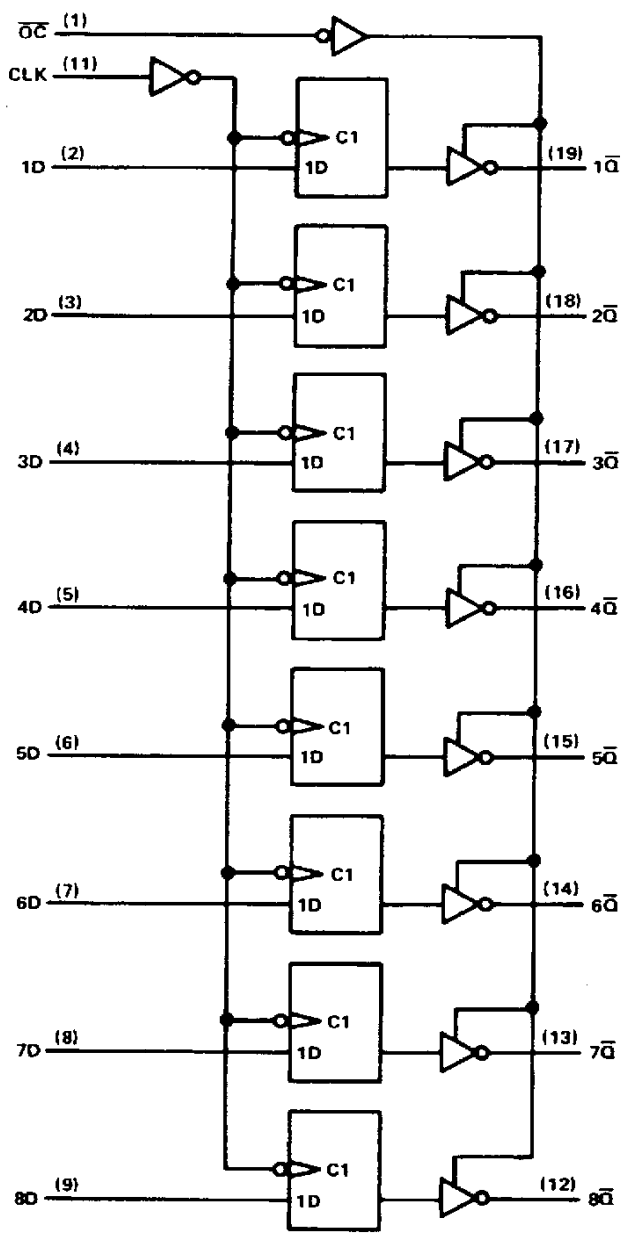 O̅C̅ (1)
CLK (11)
C1
1D (2) 1D (19) 1Q̅
C1
2D (3) 1D (18) 2Q̅
C1
3D (4) 1D (17) 3Q̅
C1
4D (5) 1D (16) 4Q̅
C1
5D (6) 1D (15) 5Q̅
C1
6D (7) 1D (14) 6Q̅
C1
7D (8) 1D (13) 7Q̅
C1
8D (9) 1D (12) 8Q̅